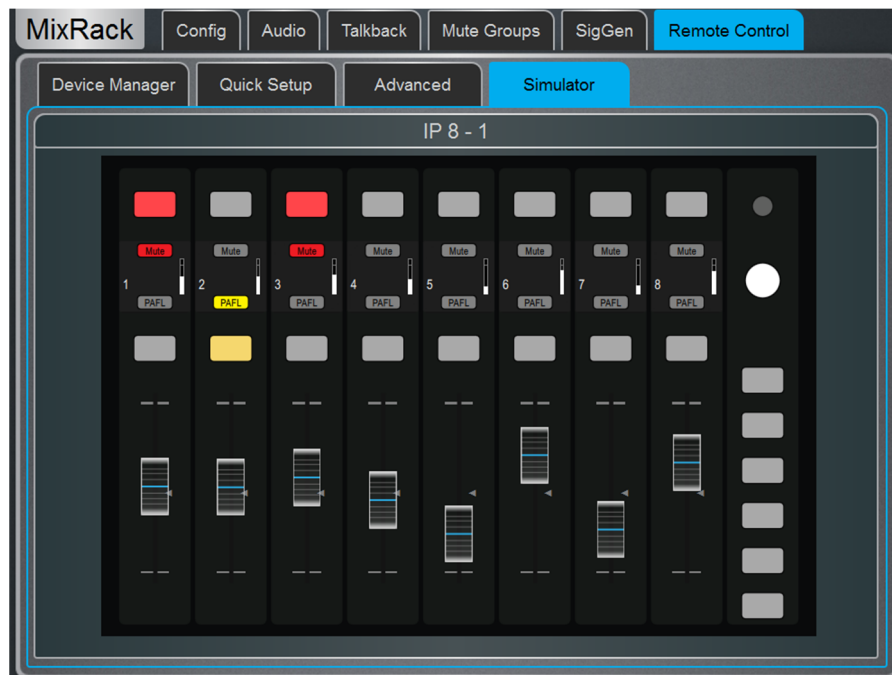 MixRack Config Audio Talkback Mute Groups SigGen Remote Control
Device Manager Quick Setup Advanced Simulator
IP 8 - 1
Mute Mute Mute Mute Mute Mute Mute Mute
1 2 3 4 5 6 7 8
PAFL PAFL PAFL PAFL PAFL PAFL PAFL PAFL